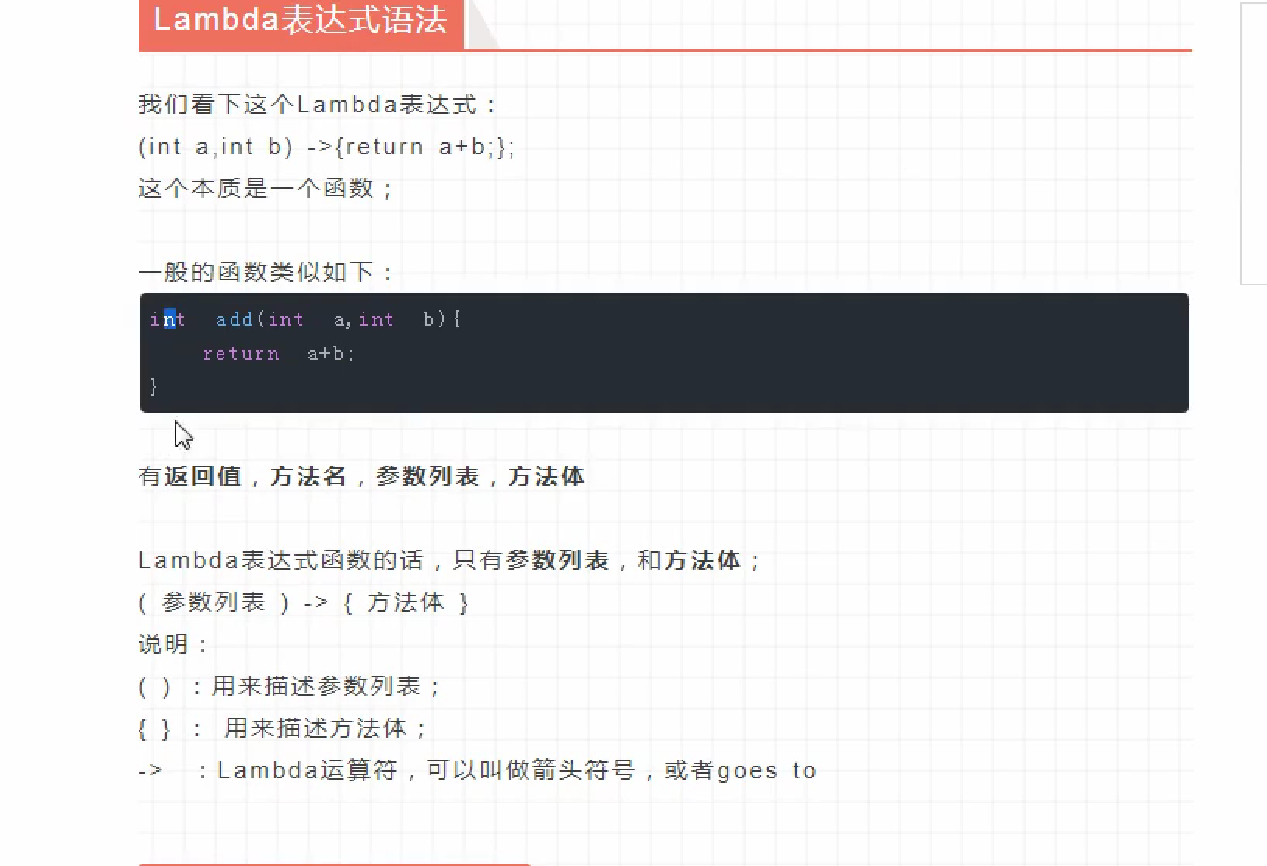 Lambda表达式语法
我们看下这个Lambda表达式：
(int a,int b) ->{return a+b;};
这个本质是一个函数；
一般的函数类似如下：
int add(int a,int b){
return a+b;
}
有返回值，方法名，参数列表，方法体
Lambda表达式函数的话，只有参数列表，和方法体；
( 参数列表 ) -> { 方法体 }
说明：
( ) ：用来描述参数列表；
{ } ： 用来描述方法体；
-> ：Lambda运算符，可以叫做箭头符号，或者goes to